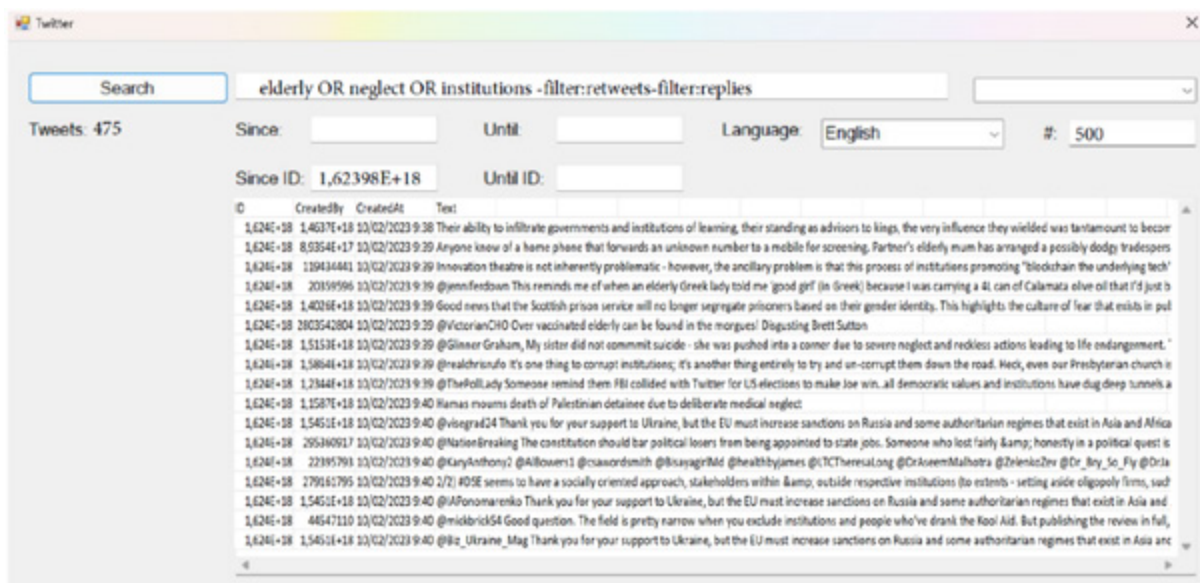 Twitter
Search elderly OR neglect OR institutions -filter:retweets-filter:replies
Tweets: 475 Since: Until: Language: English #: 500
Since ID: 1,62398E+18 Until ID:
ID CreatedBy CreatedAt Text
1,624E+18 1,4637E+18 10/02/2023 9:38 Their ability to infiltrate governments and institutions of learning, their standing as advisors to kings, the very influence they wielded was tantamount to becom
1,624E+18 8,9354E+17 10/02/2023 9:39 Anyone know of a home phone that forwards an unknown number to a mobile for screening. Partner's elderly mum has arranged a possibly dodgy tradespers
1,624E+18 119434441 10/02/2023 9:39 Innovation theatre is not inherently problematic - however, the ancillary problem is that this process of institutions promoting "blockchain the underlying tech"
1,624E+18 20359596 10/02/2023 9:39 @jenniferdown This reminds me of when an elderly Greek lady told me 'good girl' (in Greek) because I was carrying a 4L can of Calamata olive oil that I'd just b
1,624E+18 1,4026E+18 10/02/2023 9:39 Good news that the Scottish prison service will no longer segregate prisoners based on their gender identity. This highlights the culture of fear that exists in pul
1,624E+18 2803542804 10/02/2023 9:39 @VictorianCHO Over vaccinated elderly can be found in the morgues! Disgusting Brett Sutton
1,624E+18 1,5153E+18 10/02/2023 9:39 @Glinner Graham, My sister did not commmit suicide - she was pushed into a corner due to severe neglect and reckless actions leading to life endangement.
1,624E+18 1,5864E+18 10/02/2023 9:39 @realchrisrufo It's one thing to corrupt institutions; it's another thing entirely to try and un-corrupt them down the road. Heck, even our Presbyterian church is
1,624E+18 1,2344E+18 10/02/2023 9:39 @ThePollLady Someone remind them FBI collided with Twitter for US elections to make Joe win..all democratic values and institutions have dug deep tunnels a
1,624E+18 1,1587E+18 10/02/2023 9:40 Hamas mourns death of Palestinian detainee due to deliberate medical neglect
1,624E+18 1,5451E+18 10/02/2023 9:40 @visegrad24 Thank you for your support to Ukraine, but the EU must increase sanctions on Russia and some authoritarian regimes that exist in Asia and Africa
1,624E+18 295360917 10/02/2023 9:40 @NationBreaking The constitution should bar political losers from being appointed to state jobs. Someone who lost fairly &amp; honestly in a political quest is
1,624E+18 22395793 10/02/2023 9:40 @KaryAnthony2 @AlBowers1 @csawordsmith @BisayagirlMd @healthbyjames @LTCTheresaLong @DrAseemMalhotra @ZelenkoZev @Dr_Bry_So_Fly @DrJa
1,624E+18 279161795 10/02/2023 9:40 2/2) #DSE seems to have a socially oriented approach, stakeholders within &amp; outside respective institutions (to extents - setting aside oligopoly firms, such
1,624E+18 1,5451E+18 10/02/2023 9:40 @IAPonomarenko Thank you for your support to Ukraine, but the EU must increase sanctions on Russia and some authoritarian regimes that exist in Asia and
1,624E+18 44547110 10/02/2023 9:40 @mickbrick54 Good question. The field is pretty narrow when you exclude institutions and people who've drank the Kool Aid. But publishing the review in full,
1,624E+18 1,5451E+18 10/02/2023 9:40 @Biz_Ukraine_Mag Thank you for your support to Ukraine, but the EU must increase sanctions on Russia and some authoritarian regimes that exist in Asia anc